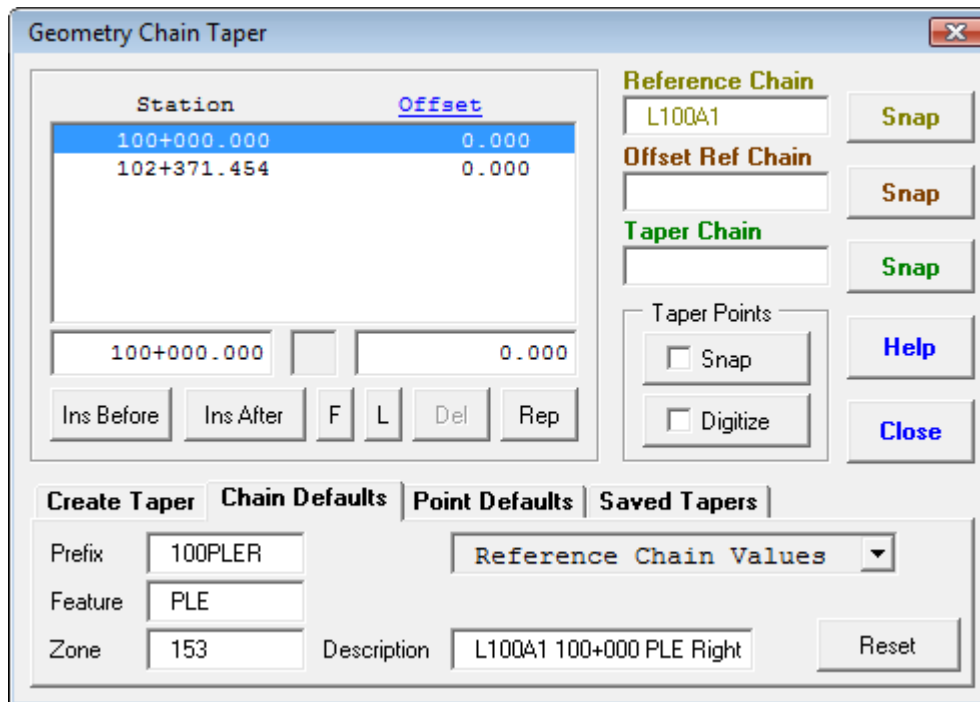 Geometry Chain Taper
Station Offset
100+000.000 0.000
102+371.454 0.000
100+000.000 0.000
Ins Before Ins After F L Del Rep
Reference Chain
L100A1 Snap
Offset Ref Chain
Snap
Taper Chain
Snap
Taper Points
Snap
Digitize
Help
Close
Create Taper Chain Defaults Point Defaults Saved Tapers
Prefix 100PLER Reference Chain Values
Feature PLE
Zone 153 Description L100A1 100+000 PLE Right Reset